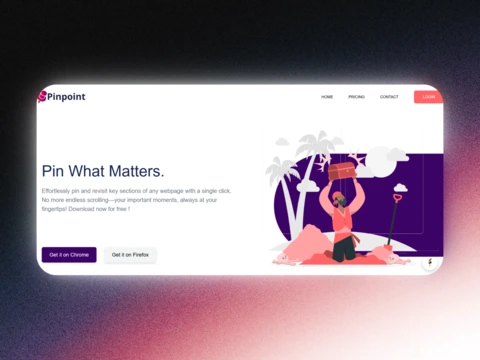 Pinpoint
HOME PRICING CONTACT LOGIN
Pin What Matters.
Effortlessly pin and revisit key sections of any webpage with a single click.
No more endless scrolling—your important moments, always at your
fingertips! Download now for free !
Get it on Chrome Get it on Firefox